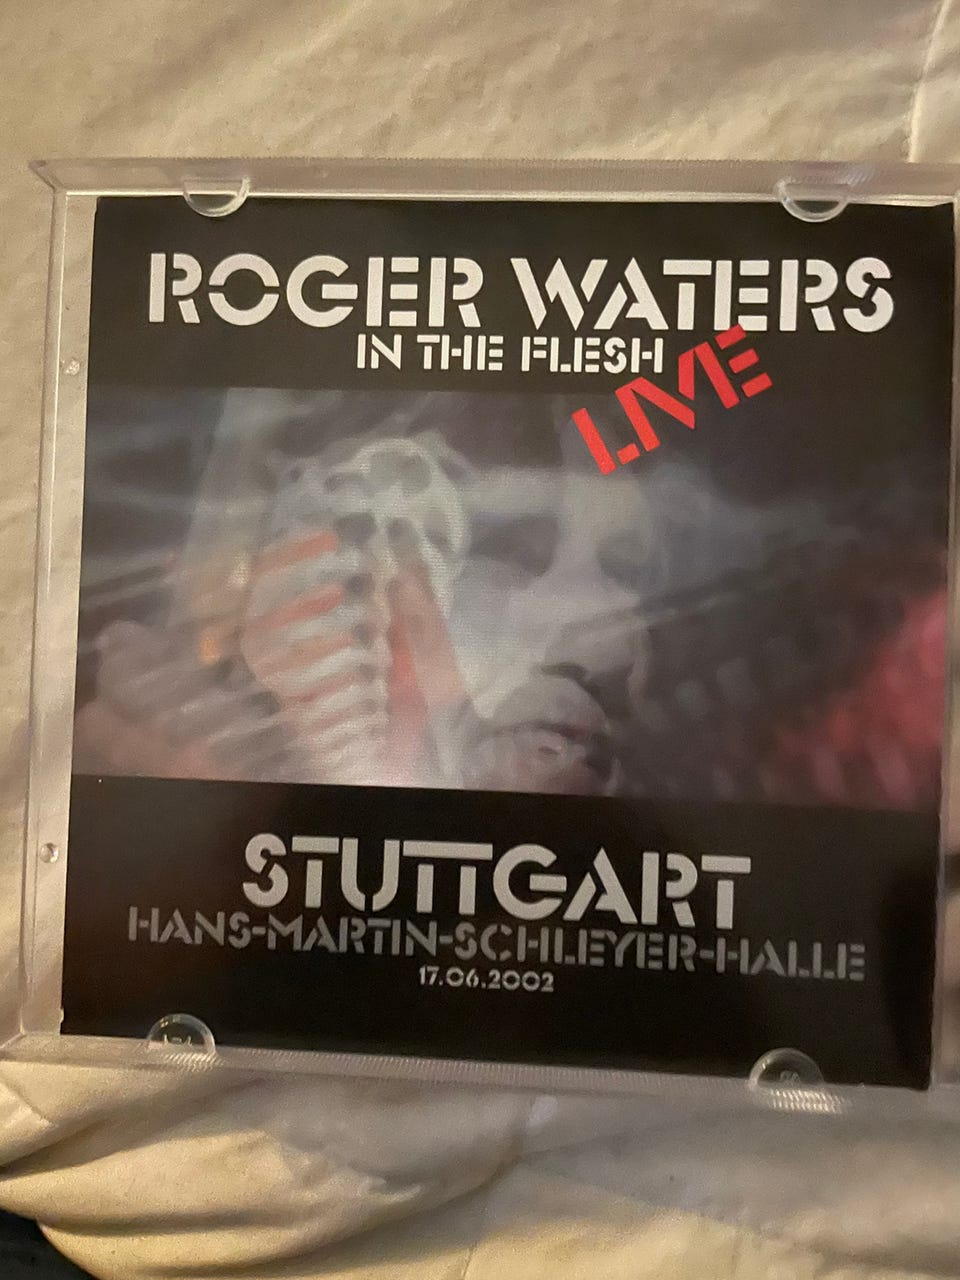 ROGER WATERS
IN THE FLESH
LIVE
STUTTGART
HANS-MARTIN-SCHLEYER-HALLE
17.06.2002